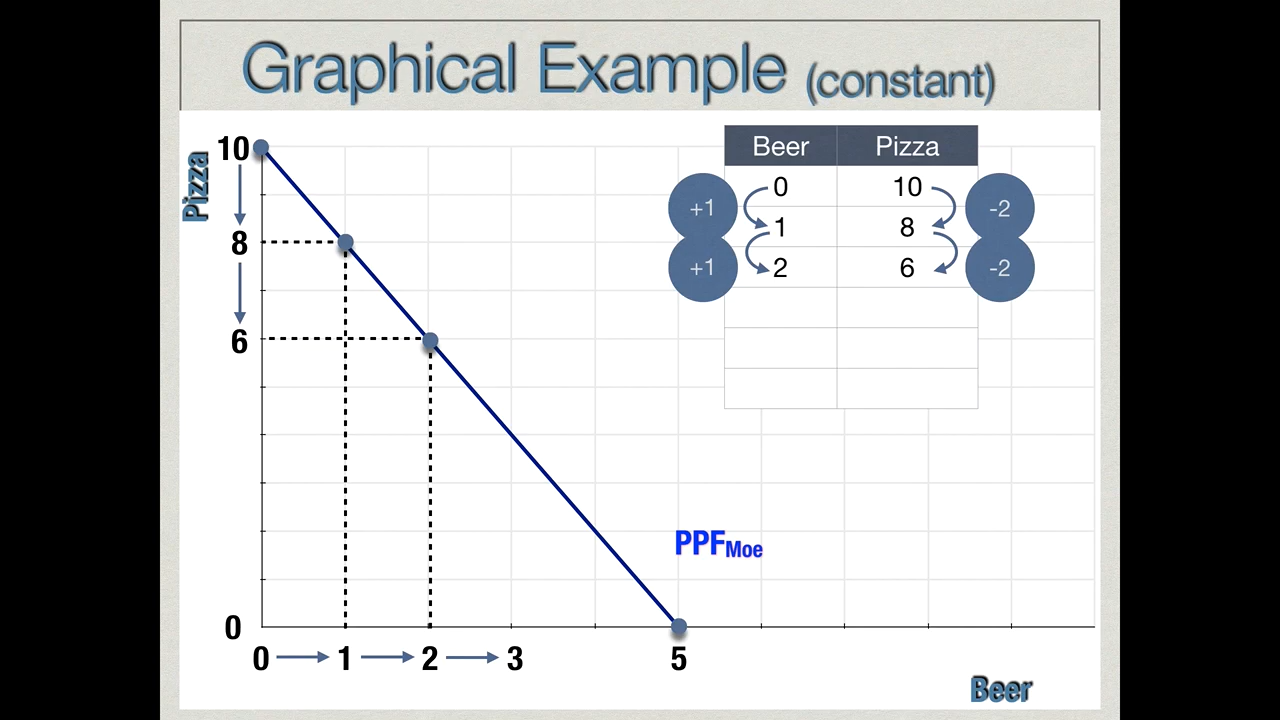 Graphical Example (constant)
Pizza
10
8
6
0
0 1 2 3 5
Beer
PPFMoe
Beer Pizza
+1 0 10 -2
1 8
+1 2 6 -2